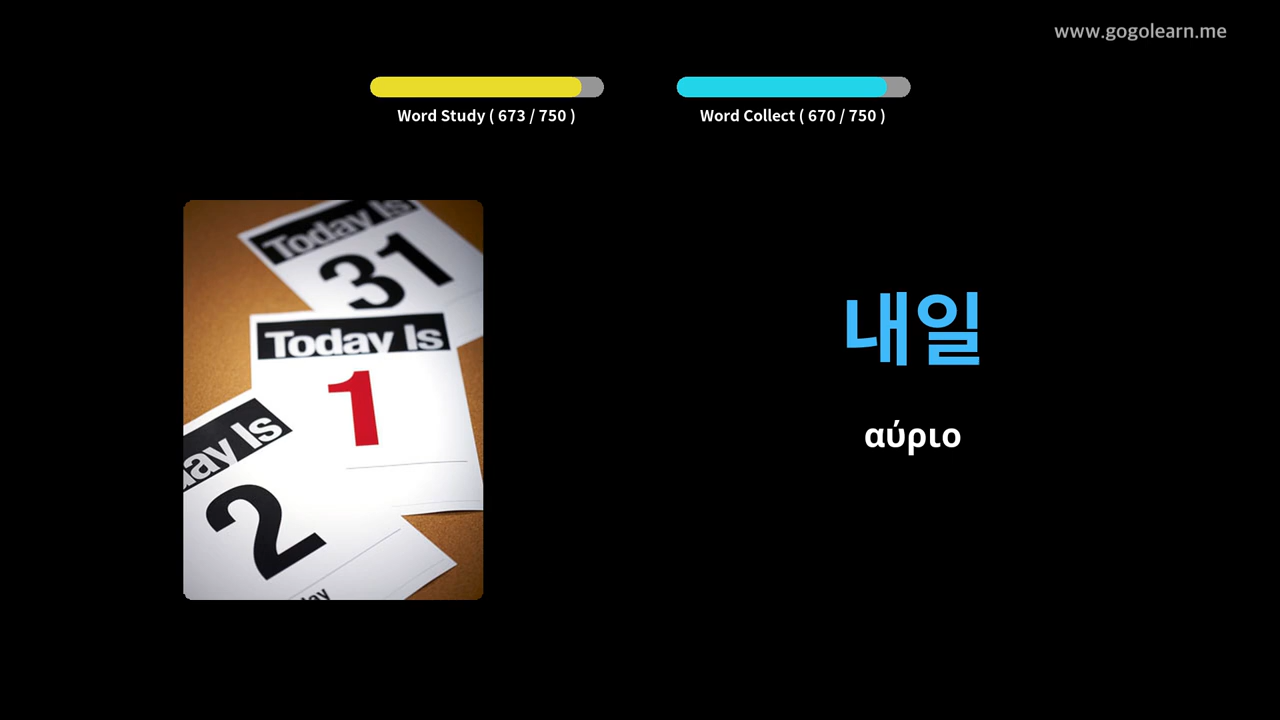 www.gogolearn.me
Word Study ( 673 / 750 )
Word Collect ( 670 / 750 )
Today Is
31
Today Is
1
ay Is
2
내일
αύριο